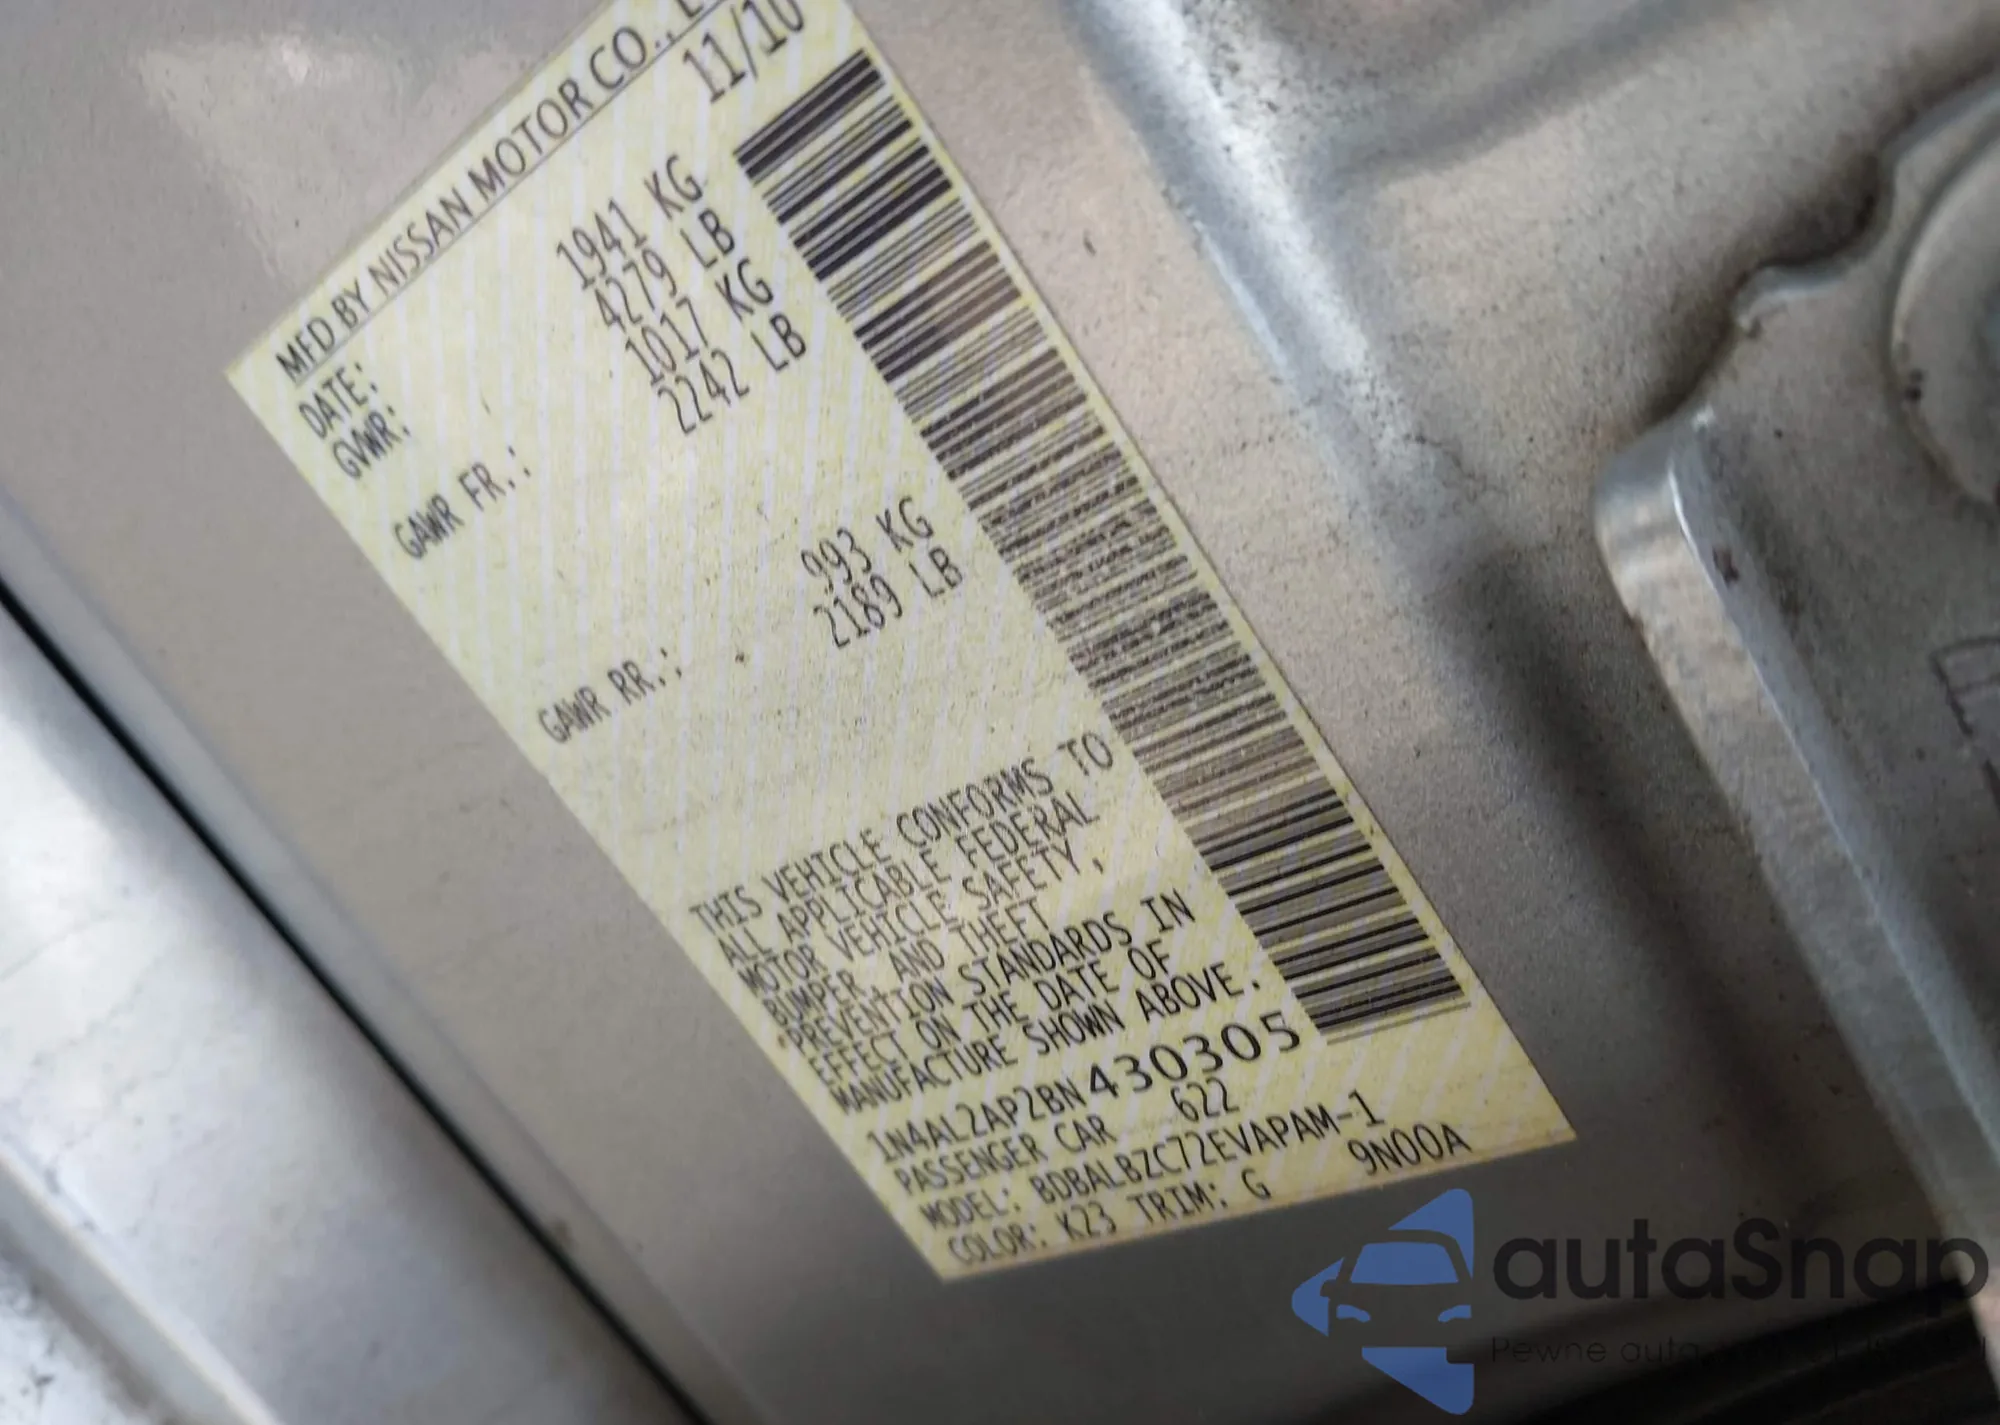 MFD BY NISSAN MOTOR CO.,
DATE: 11/10
GVWR: 1941 KG
4279 LB
GAWR FR.: 1017 KG
2242 LB
GAWR RR.: 993 KG
2189 LB
THIS VEHICLE CONFORMS TO
ALL APPLICABLE FEDERAL
MOTOR VEHICLE SAFETY,
BUMPER, AND THEFT
PREVENTION STANDARDS IN
EFFECT ON THE DATE OF
MANUFACTURE SHOWN ABOVE.
1N4AL2AP2BN430305
PASSENGER CAR 622
MODEL: BDBALBZC72EVAPAM-1
COLOR: K23 TRIM: G 9N00A
autaSnap
Pewne auta